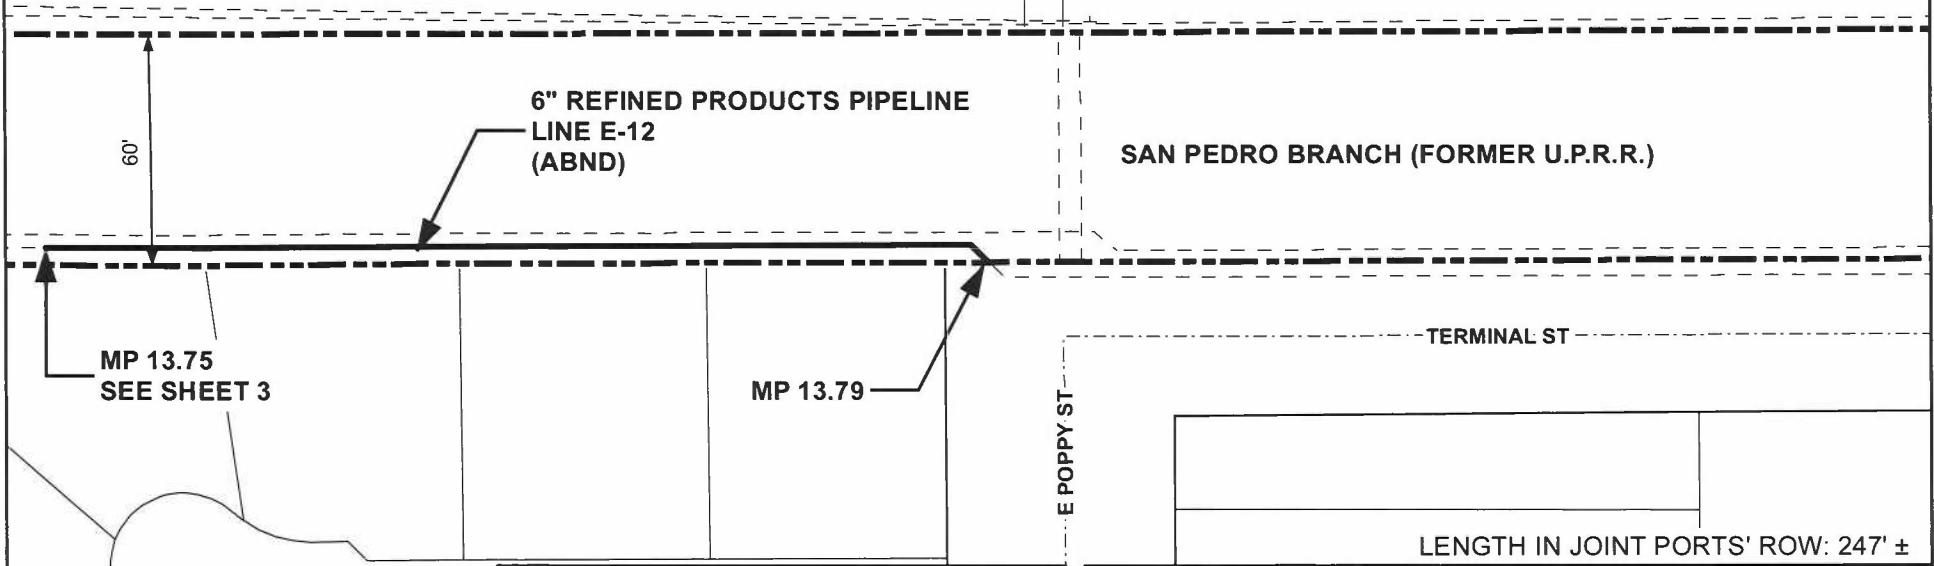 6" REFINED PRODUCTS PIPELINE
LINE E-12
(ABND)
60'
SAN PEDRO BRANCH (FORMER U.P.R.R.)
MP 13.75
SEE SHEET 3
MP 13.79
TERMINAL ST
E POPPY ST
LENGTH IN JOINT PORTS' ROW: 247' ±